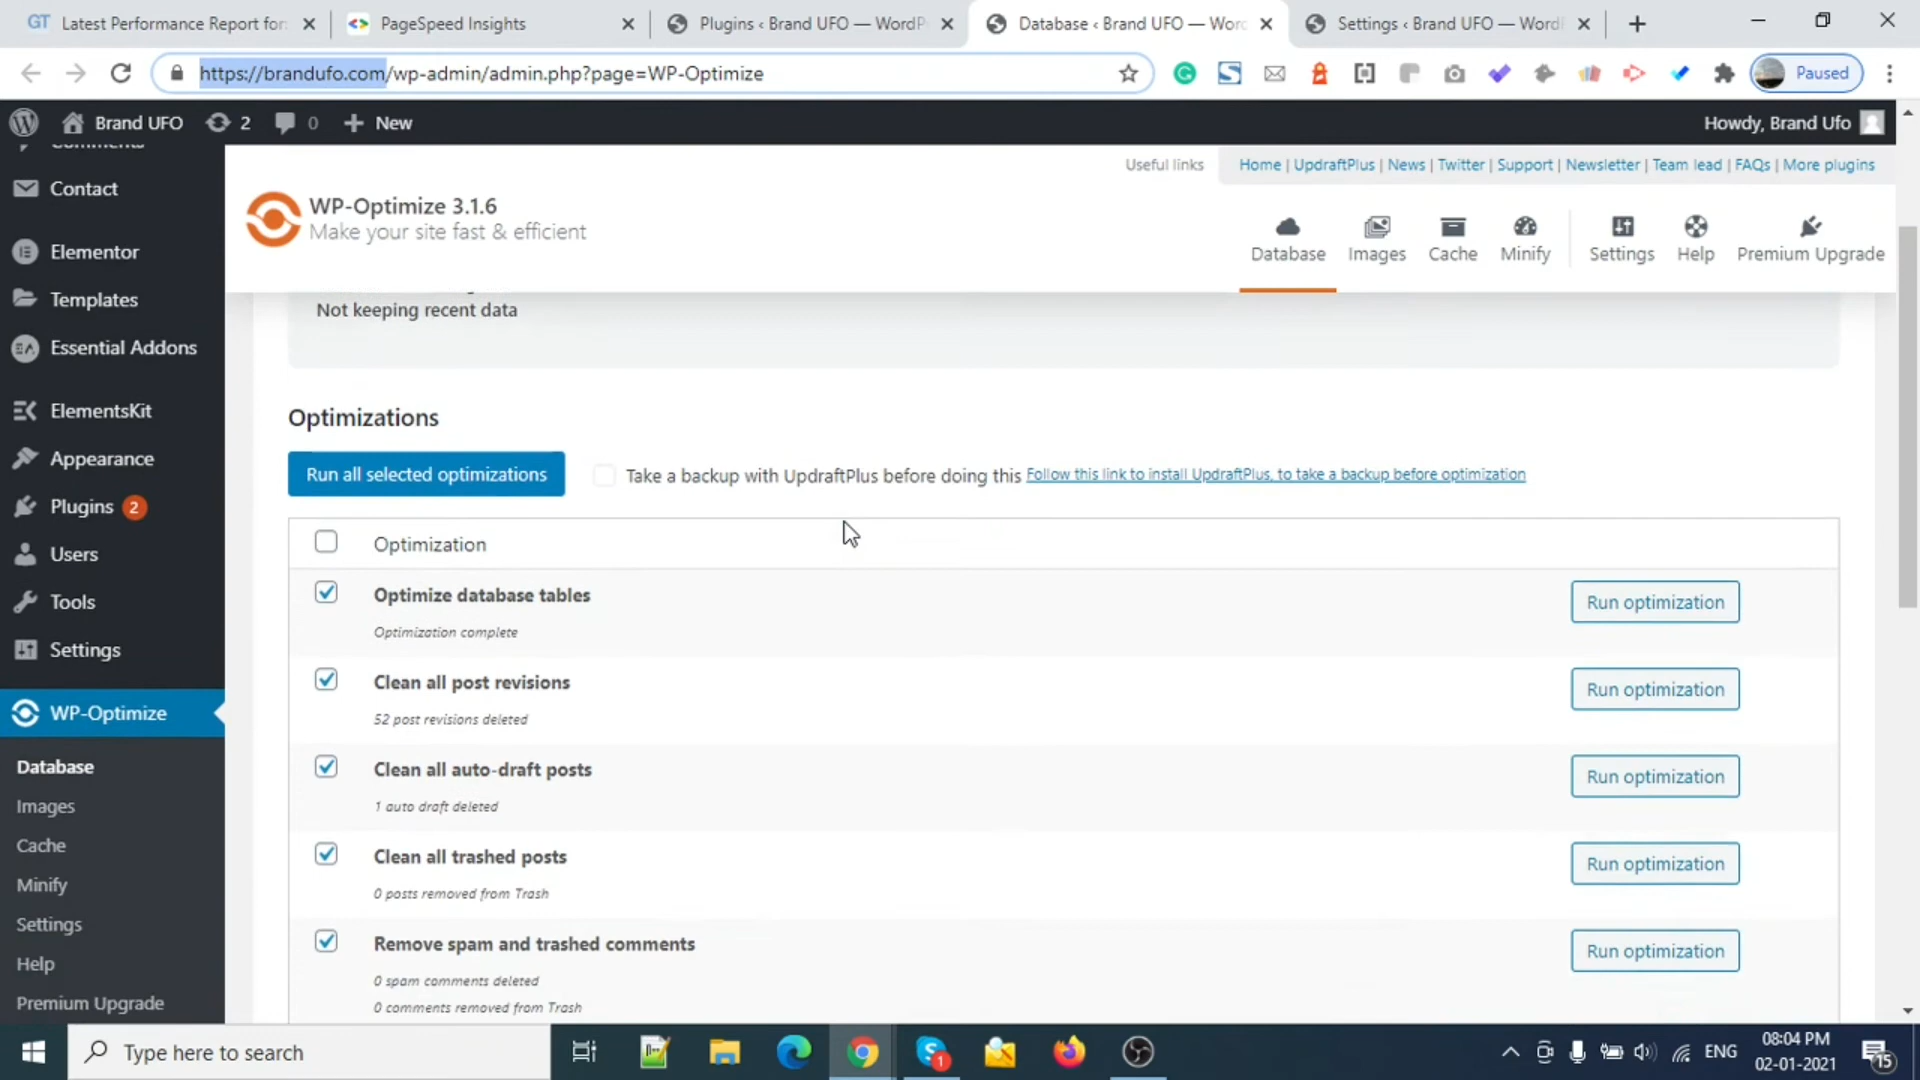 GT Latest Performance Report for:
PageSpeed Insights
Plugins ‹ Brand UFO — WordP
Database ‹ Brand UFO — Word
Settings ‹ Brand UFO — Word
https://brandufo.com/wp-admin/admin.php?page=WP-Optimize
Paused
Brand UFO 2 0 New
Howdy, Brand Ufo
Comments
Contact
Elementor
Templates
Essential Addons
ElementsKit
Appearance
Plugins 2
Users
Tools
Settings
WP-Optimize
Database
Images
Cache
Minify
Settings
Help
Premium Upgrade
Useful links
Home | UpdraftPlus | News | Twitter | Support | Newsletter | Team lead | FAQs | More plugins
WP-Optimize 3.1.6
Make your site fast & efficient
Database Images Cache Minify Settings Help Premium Upgrade
Not keeping recent data
Optimizations
Run all selected optimizations
Take a backup with UpdraftPlus before doing this Follow this link to install UpdraftPlus, to take a backup before optimization
Optimization
Optimize database tables
Optimization complete
Run optimization
Clean all post revisions
52 post revisions deleted
Run optimization
Clean all auto-draft posts
1 auto draft deleted
Run optimization
Clean all trashed posts
0 posts removed from Trash
Run optimization
Remove spam and trashed comments
0 spam comments deleted
0 comments removed from Trash
Run optimization
Type here to search
1
ENG
08:04 PM
02-01-2021
15